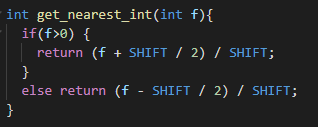 int get_nearest_int(int f){
  if(f>0) {
    return (f + SHIFT / 2) / SHIFT;
  }
  else return (f - SHIFT / 2) / SHIFT;
}